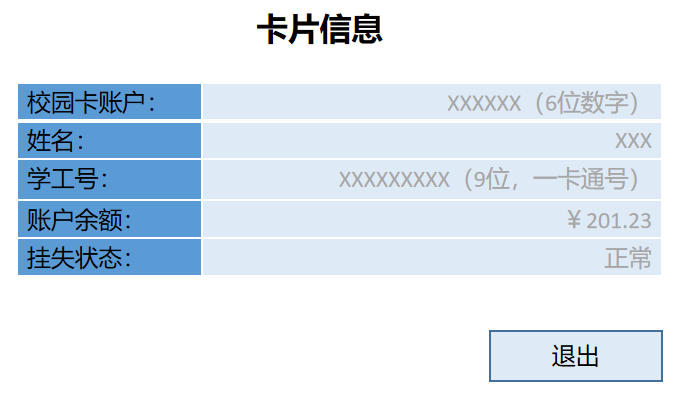 卡片信息
校园卡账户： XXXXXX（6位数字）
姓名： XXX
学工号： XXXXXXXXX（9位，一卡通号）
账户余额： ￥201.23
挂失状态： 正常
退出